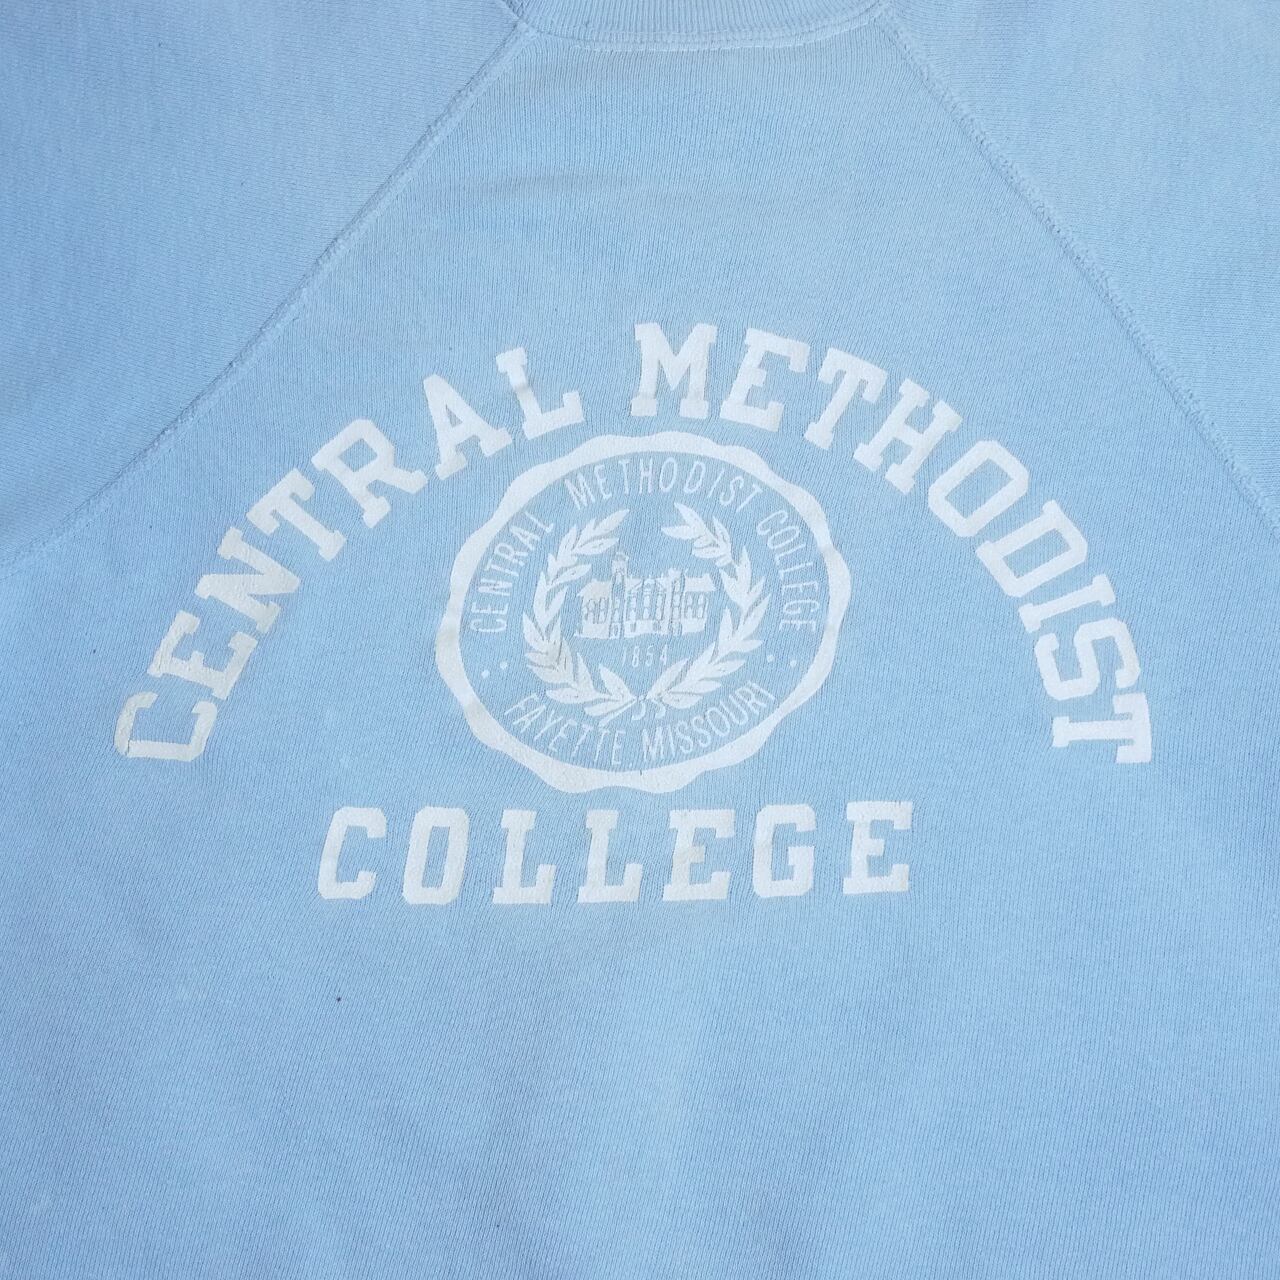 CENTRAL METHODIST
CENTRAL METHODIST COLLEGE
1854
FAYETTE, MISSOURI
COLLEGE